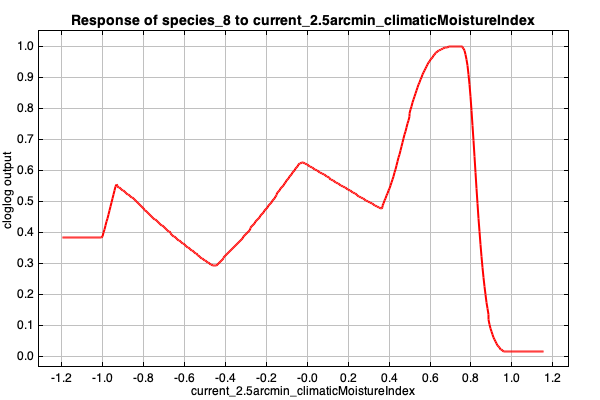 Response of species_8 to current_2.5arcmin_climaticMoistureIndex
1.0
0.9
0.8
0.7
0.6
0.5
0.4
0.3
0.2
0.1
0.0
cloglog output
-1.2 -1.0 -0.8 -0.6 -0.4 -0.2 -0.0 0.2 0.4 0.6 0.8 1.0 1.2
current_2.5arcmin_climaticMoistureIndex